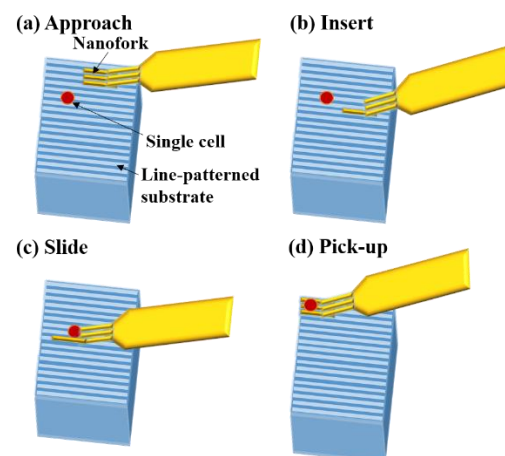 (a) Approach
Nanofork
Single cell
Line-patterned
substrate
(b) Insert
(c) Slide
(d) Pick-up